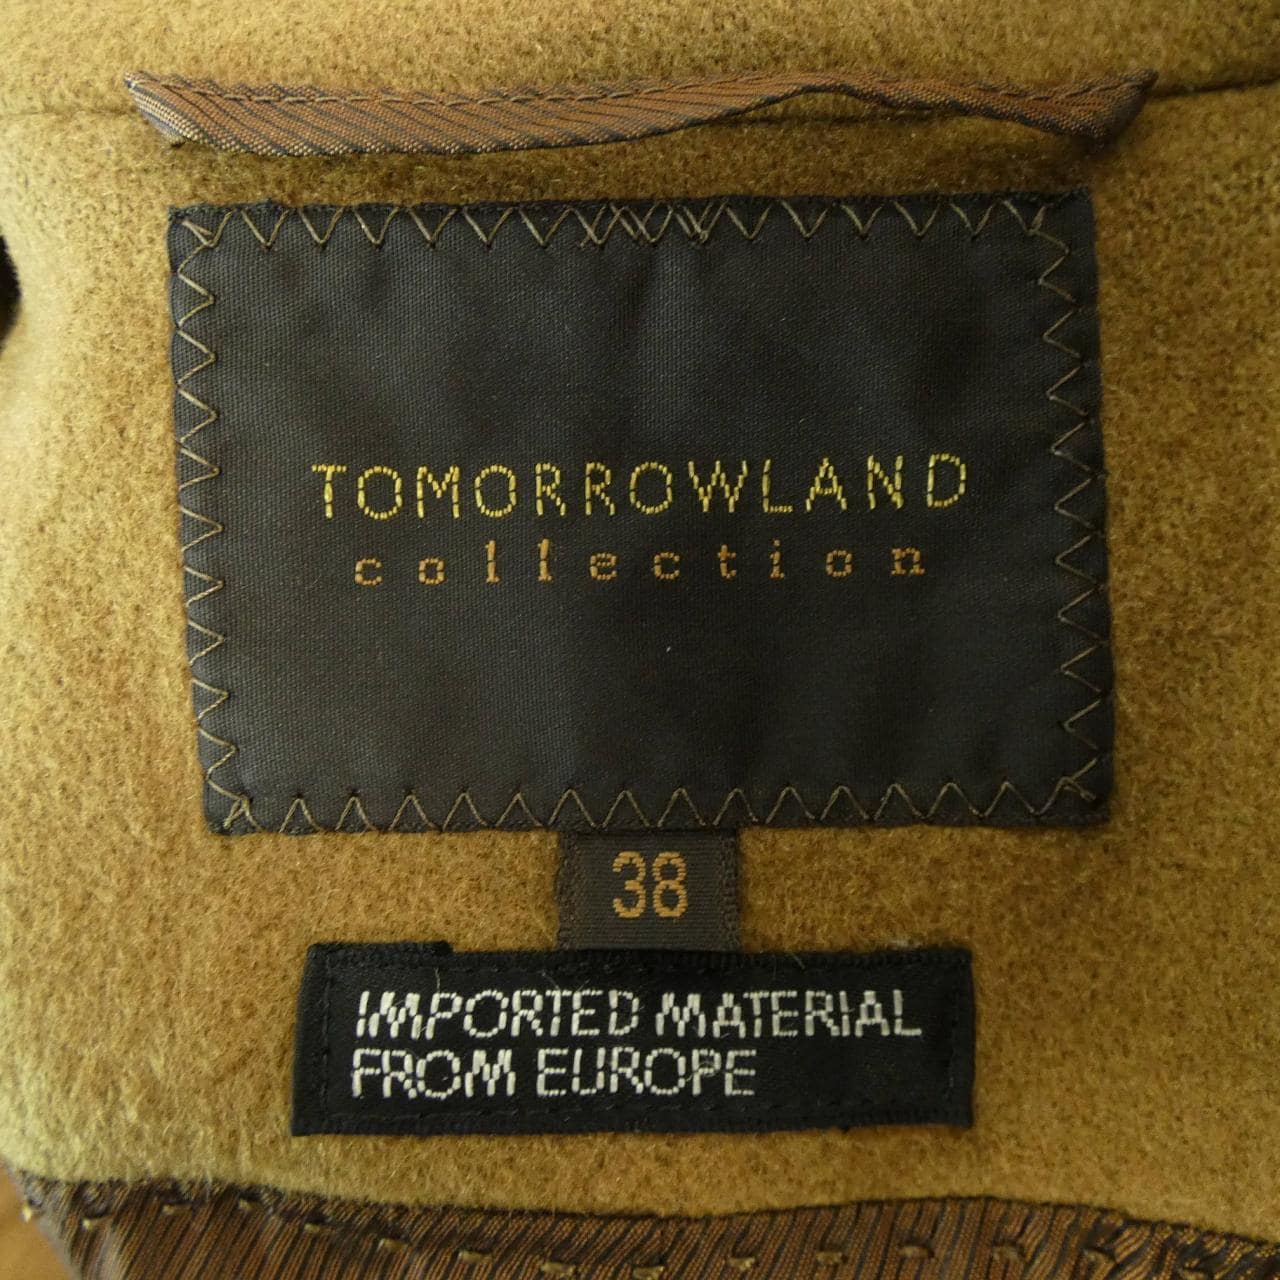 TOMORROWLAND
collection
38
IMPORTED MATERIAL
FROM EUROPE